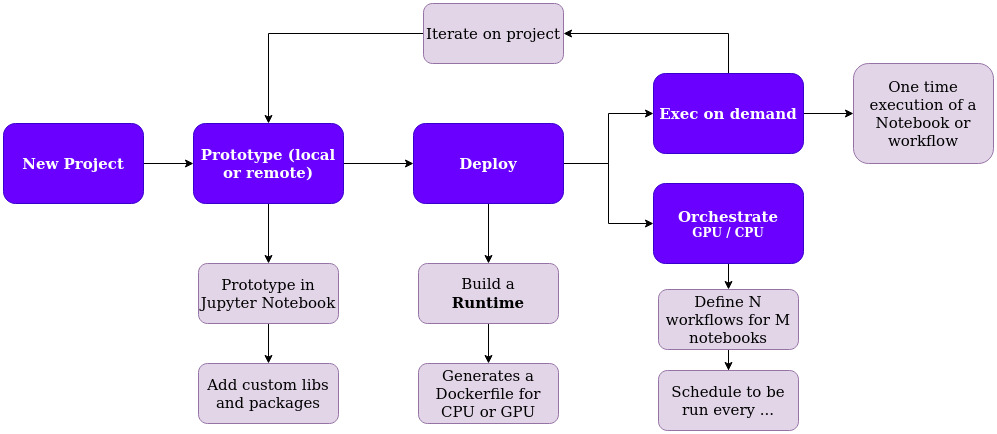 Iterate on project
New Project
Prototype (local
or remote)
Deploy
Exec on demand
One time
execution of a
Notebook or
workflow
Orchestrate
GPU / CPU
Prototype in
Jupyter Notebook
Add custom libs
and packages
Build a
Runtime
Generates a
Dockerfile for
CPU or GPU
Define N
workflows for M
notebooks
Schedule to be
run every ...